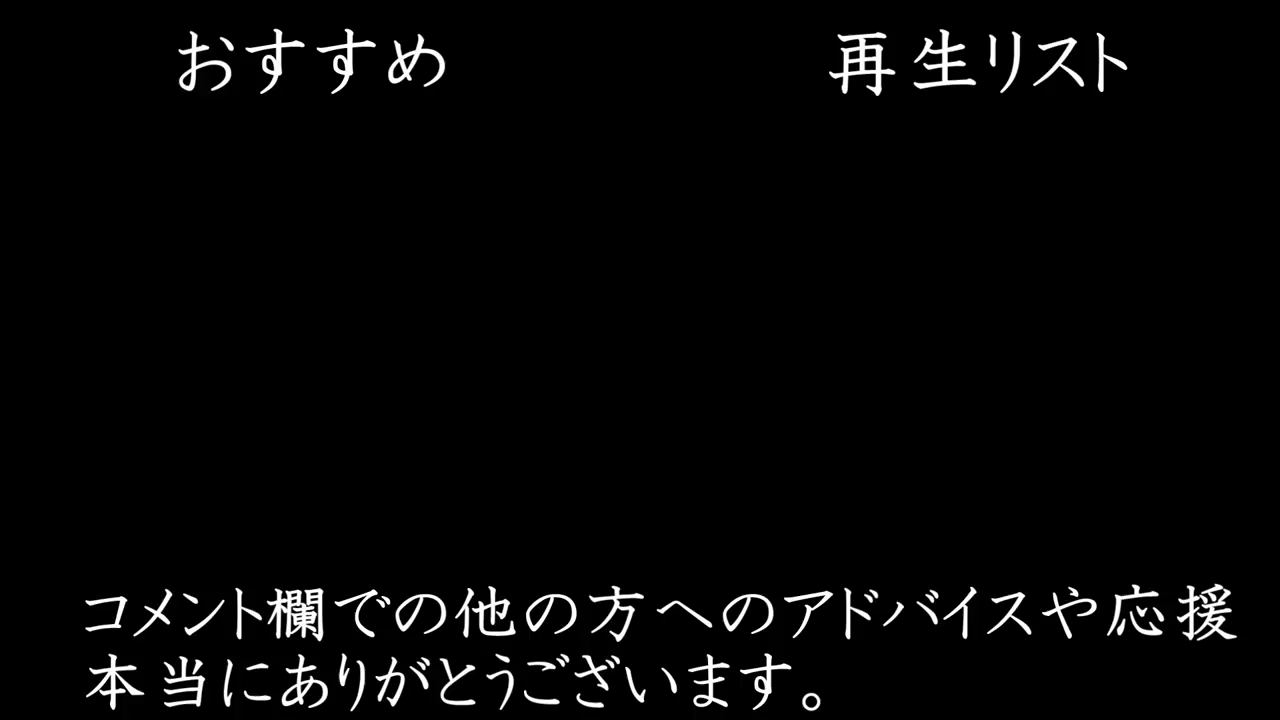 おすすめ
再生リスト
コメント欄での他の方へのアドバイスや応援
本当にありがとうございます。